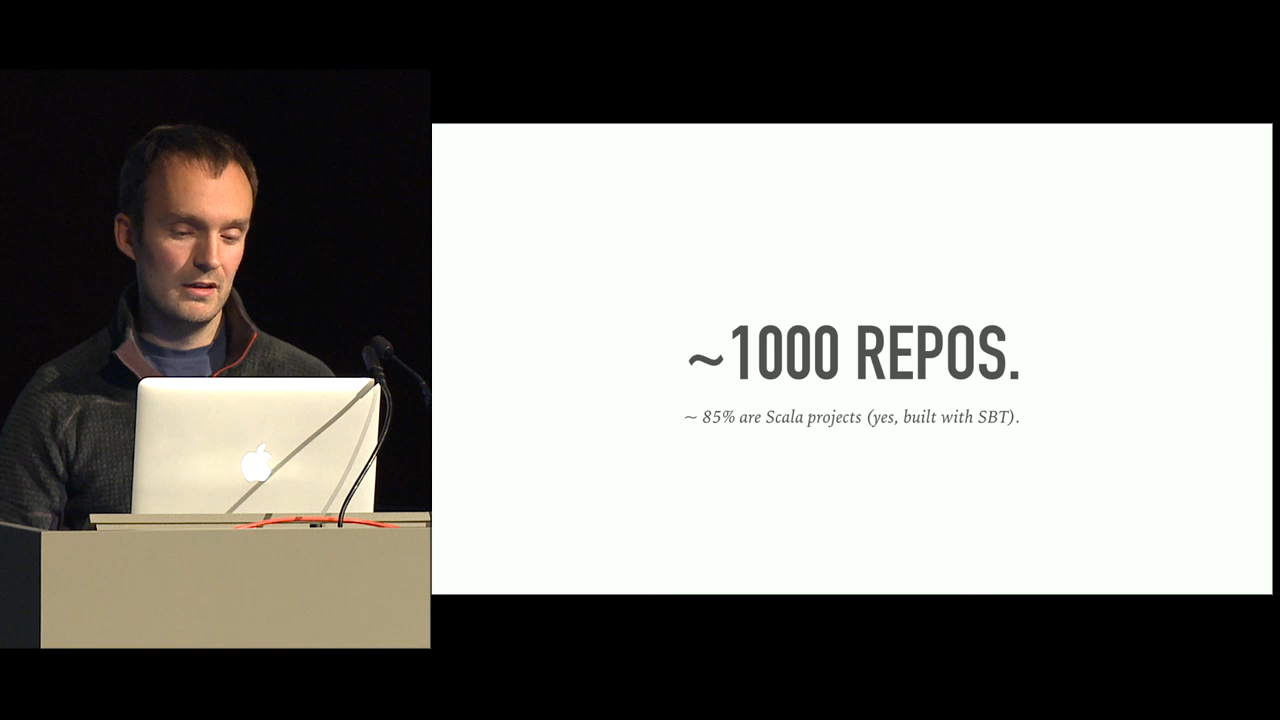 ~1000 REPOS.
~ 85% are Scala projects (yes, built with SBT).